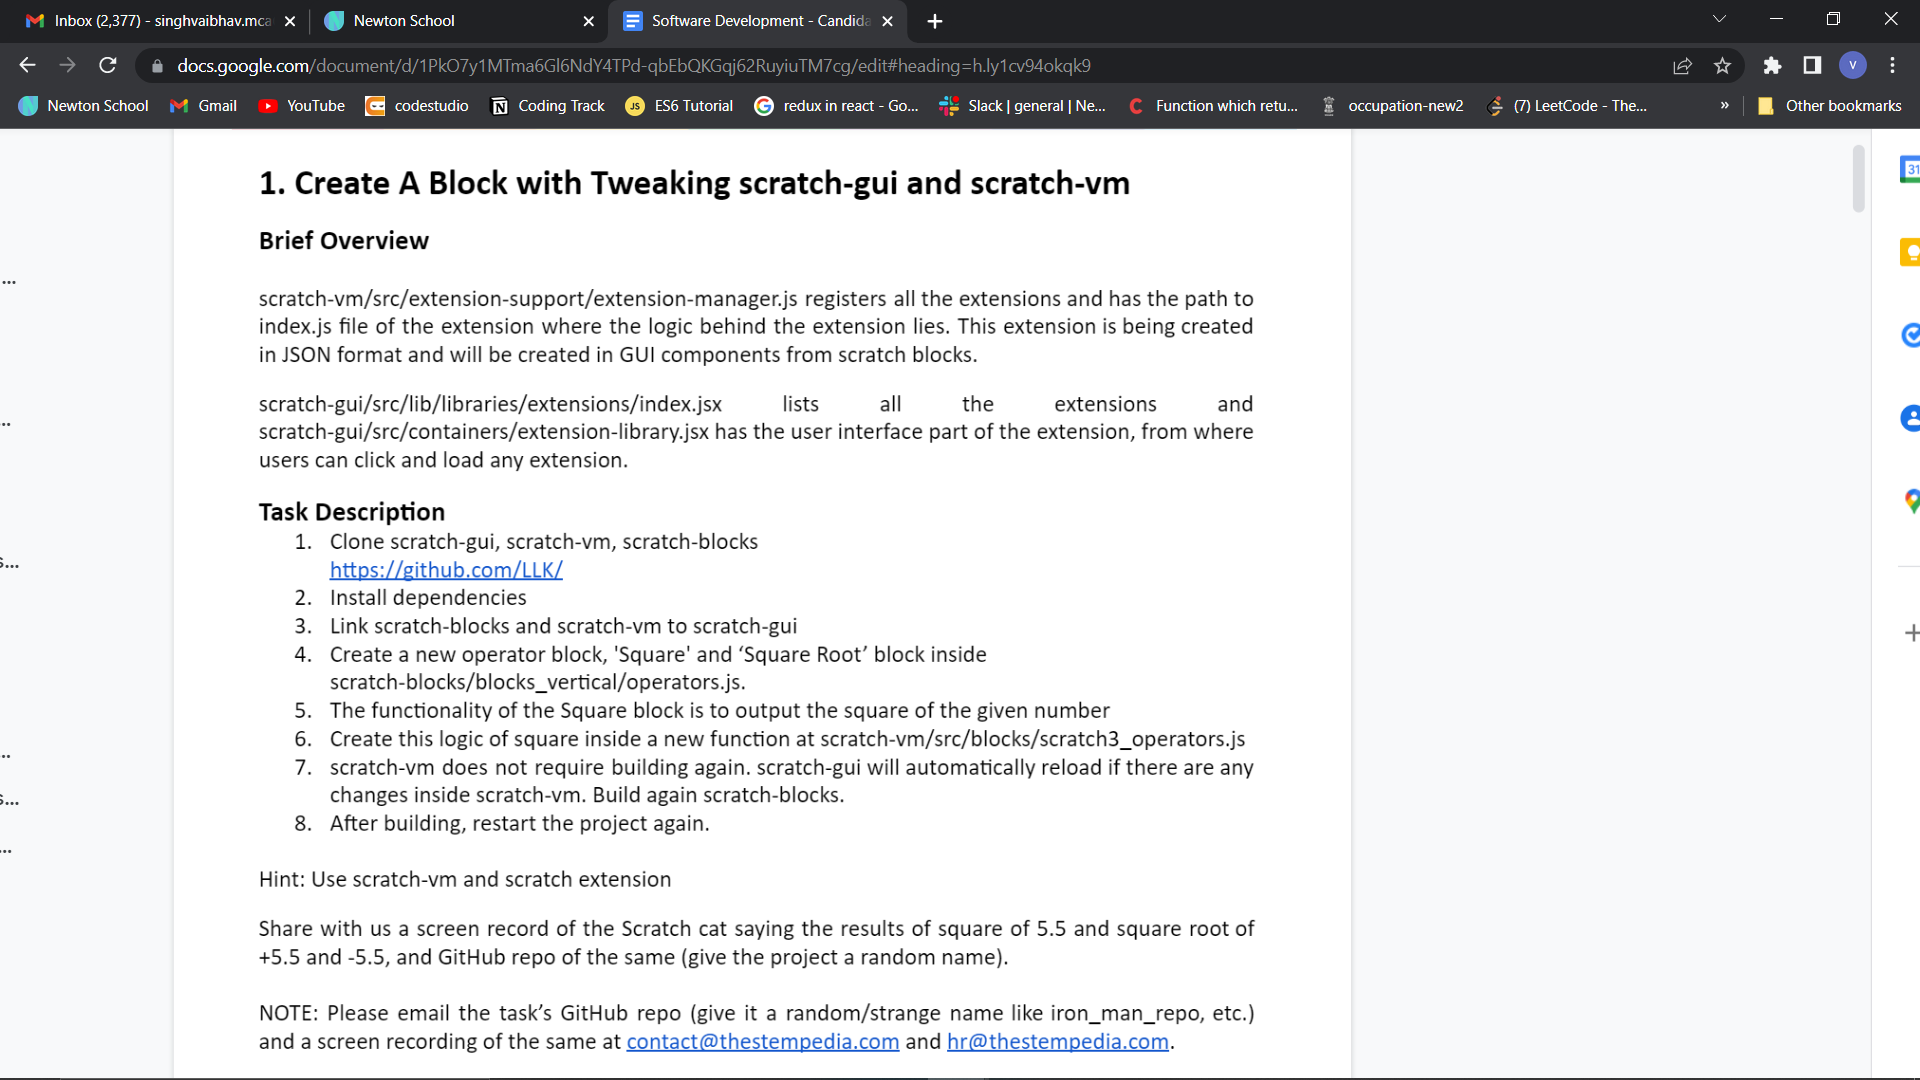 Inbox (2,377) - singhvaibhav.mca
Newton School
Software Development - Candida
docs.google.com/document/d/1PkO7y1MTma6Gl6NdY4TPd-qbEbQKGqj62RuyiuTM7cg/edit#heading=h.ly1cv94okqk9
V
Newton School Gmail YouTube codestudio Coding Track JS ES6 Tutorial redux in react - Go... Slack | general | Ne... Function which retu... occupation-new2 (7) LeetCode - The... » Other bookmarks
1. Create A Block with Tweaking scratch-gui and scratch-vm
Brief Overview
scratch-vm/src/extension-support/extension-manager.js registers all the extensions and has the path to
index.js file of the extension where the logic behind the extension lies. This extension is being created
in JSON format and will be created in GUI components from scratch blocks.
scratch-gui/src/lib/libraries/extensions/index.jsx lists all the extensions and
scratch-gui/src/containers/extension-library.jsx has the user interface part of the extension, from where
users can click and load any extension.
Task Description
1. Clone scratch-gui, scratch-vm, scratch-blocks
https://github.com/LLK/
2. Install dependencies
3. Link scratch-blocks and scratch-vm to scratch-gui
4. Create a new operator block, 'Square' and ‘Square Root’ block inside
scratch-blocks/blocks_vertical/operators.js.
5. The functionality of the Square block is to output the square of the given number
6. Create this logic of square inside a new function at scratch-vm/src/blocks/scratch3_operators.js
7. scratch-vm does not require building again. scratch-gui will automatically reload if there are any
changes inside scratch-vm. Build again scratch-blocks.
8. After building, restart the project again.
Hint: Use scratch-vm and scratch extension
Share with us a screen record of the Scratch cat saying the results of square of 5.5 and square root of
+5.5 and -5.5, and GitHub repo of the same (give the project a random name).
NOTE: Please email the task’s GitHub repo (give it a random/strange name like iron_man_repo, etc.)
and a screen recording of the same at contact@thestempedia.com and hr@thestempedia.com.
31